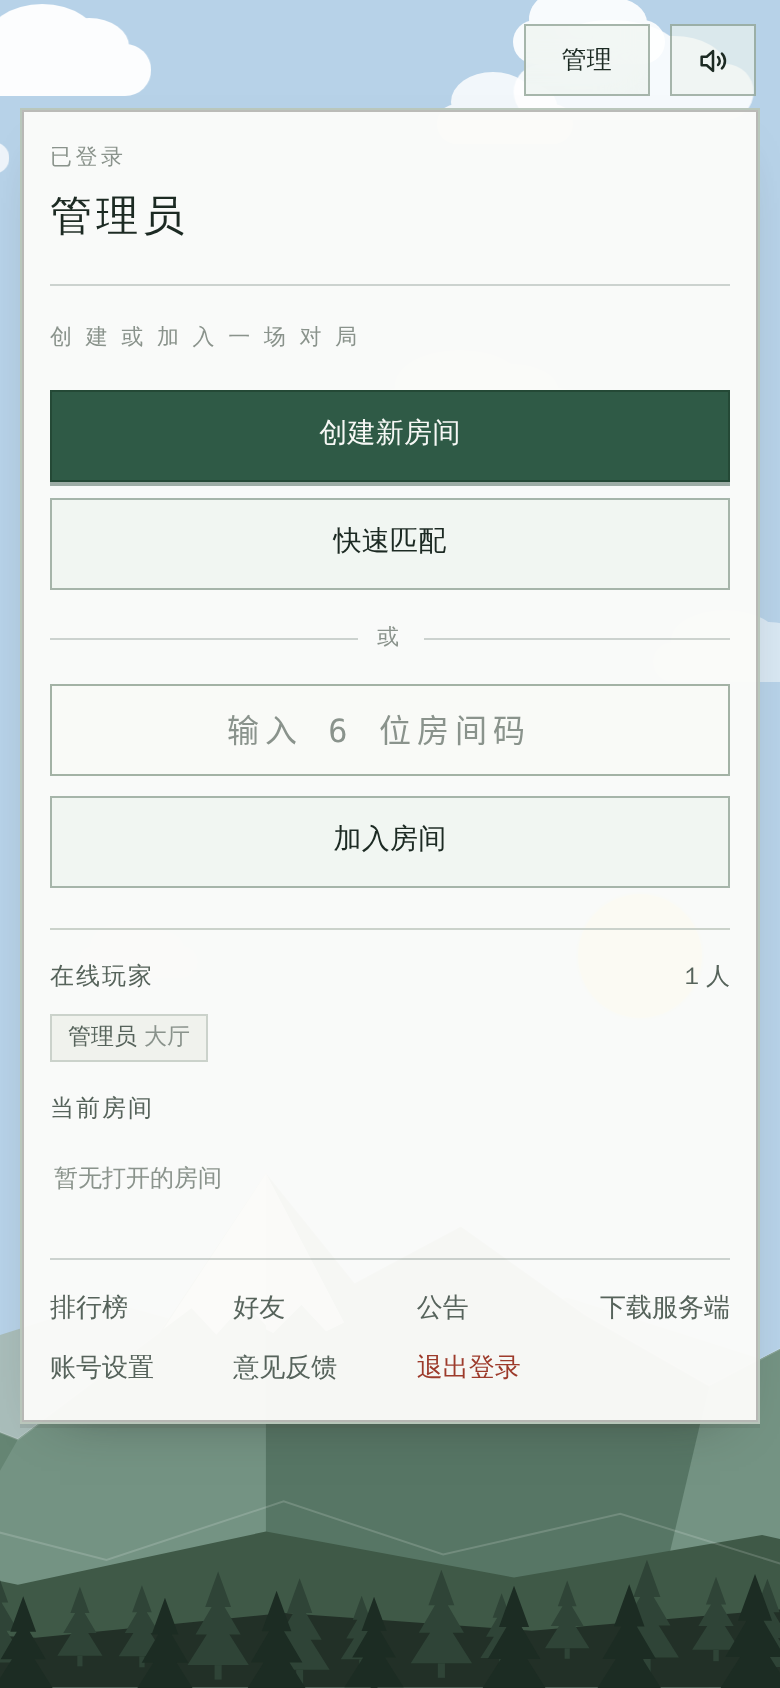 管理
已登录
管理员
创建或加入一场对局
创建新房间
快速匹配
或
输入 6 位房间码
加入房间
在线玩家 1 人
管理员 大厅
当前房间
暂无打开的房间
排行榜 好友 公告 下载服务端
账号设置 意见反馈 退出登录